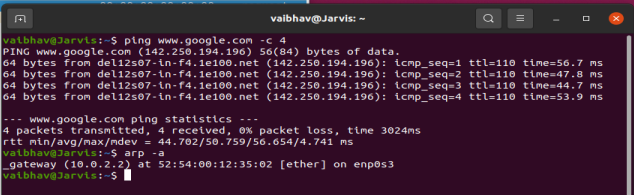 vaibhav@Jarvis: ~
vaibhav@Jarvis:~$ ping www.google.com -c 4
PING www.google.com (142.250.194.196) 56(84) bytes of data.
64 bytes from del12s07-in-f4.1e100.net (142.250.194.196): icmp_seq=1 ttl=110 time=56.7 ms
64 bytes from del12s07-in-f4.1e100.net (142.250.194.196): icmp_seq=2 ttl=110 time=47.8 ms
64 bytes from del12s07-in-f4.1e100.net (142.250.194.196): icmp_seq=3 ttl=110 time=44.7 ms
64 bytes from del12s07-in-f4.1e100.net (142.250.194.196): icmp_seq=4 ttl=110 time=53.9 ms
--- www.google.com ping statistics ---
4 packets transmitted, 4 received, 0% packet loss, time 3024ms
rtt min/avg/max/mdev = 44.702/50.759/56.654/4.741 ms
vaibhav@Jarvis:~$ arp -a
_gateway (10.0.2.2) at 52:54:00:12:35:02 [ether] on enp0s3
vaibhav@Jarvis:~$